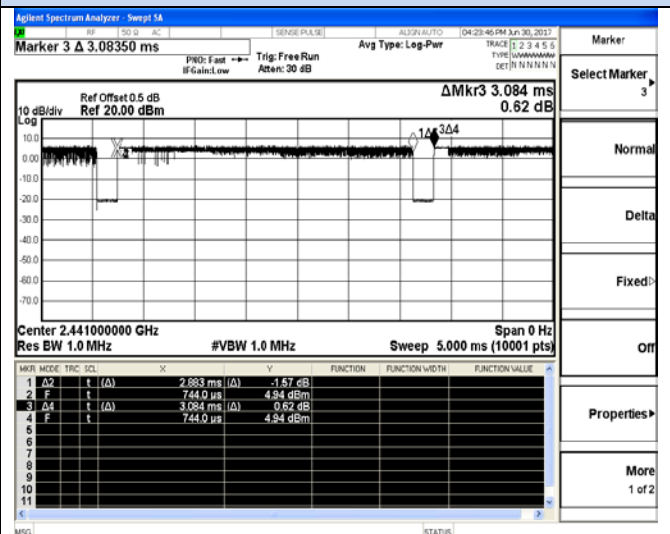 Agilent Spectrum Analyzer - Swept SA
RF 50 Ω AC SENSE:PULSE ALIGN AUTO 04:23:46 PM Jun 30, 2017
Marker 3 Δ 3.08350 ms
PNO: Fast
IFGain:Low
Trig: Free Run
Atten: 30 dB
Avg Type: Log-Pwr
TRACE 1 2 3 4 5 6
TYPE
DET N N N N N N
Marker
Select Marker
3
Normal
Delta
Fixed
Off
Properties
More
1 of 2
Ref Offset 0.5 dB
10 dB/div Ref 20.00 dBm
Log
ΔMkr3 3.084 ms
0.62 dB
10.0
0.00
-10.0
-20.0
-30.0
-40.0
-50.0
-60.0
-70.0
3Δ4
Center 2.441000000 GHz Span 0 Hz
Res BW 1.0 MHz #VBW 1.0 MHz Sweep 5.000 ms (10001 pts)
MKR MODE TRC SCL X Y FUNCTION FUNCTION WIDTH FUNCTION VALUE
1 Δ2 t (Δ) 2.883 ms (Δ) -1.57 dB
2 F t 744.0 µs 4.94 dBm
3 Δ4 t (Δ) 3.084 ms (Δ) 0.62 dB
4 F t 744.0 µs 4.94 dBm
5
6
7
8
9
10
11
MSG STATUS